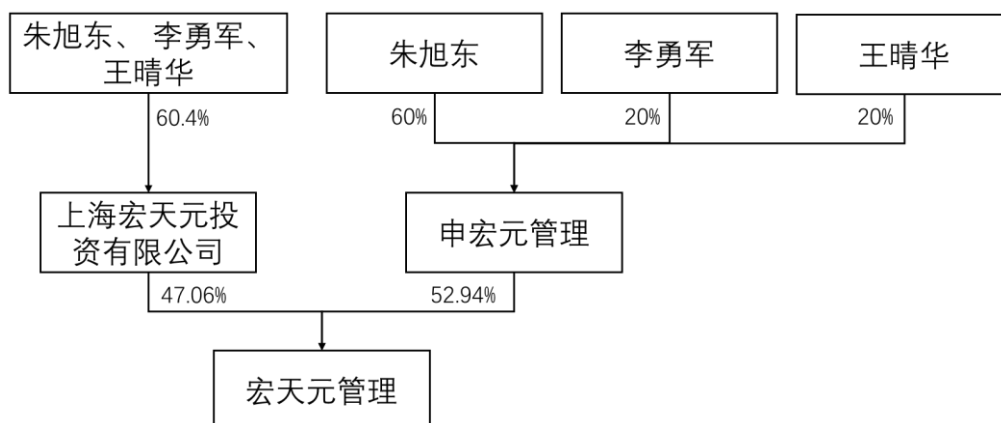 朱旭东、 李勇军、
王晴华
朱旭东
李勇军
王晴华
60.4%
60%
20%
20%
上海宏天元投
资有限公司
申宏元管理
47.06%
52.94%
宏天元管理